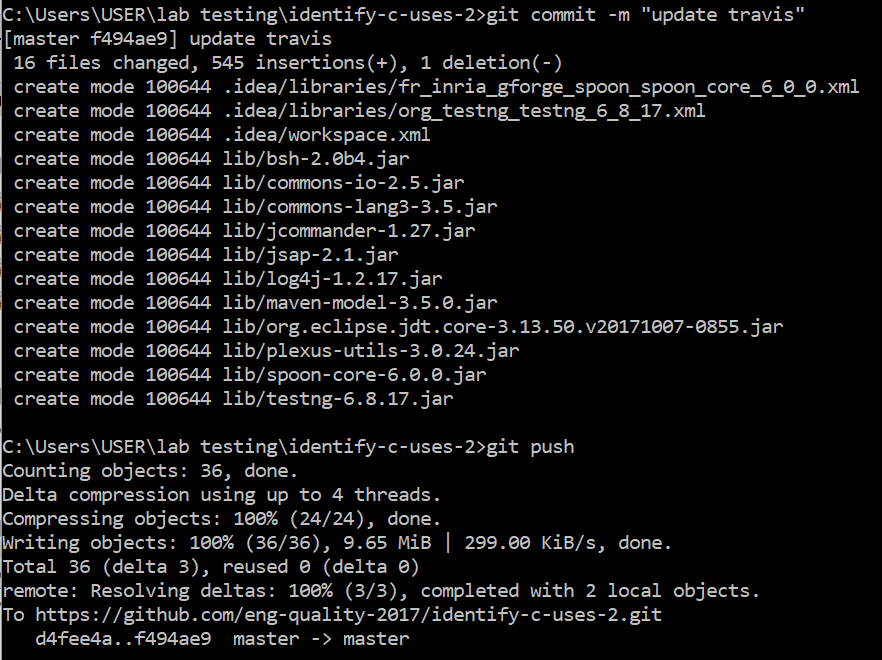 C:\Users\USER\lab testing\identify-c-uses-2>git commit -m "update travis"
[master f494ae9] update travis
 16 files changed, 545 insertions(+), 1 deletion(-)
 create mode 100644 .idea/libraries/fr_inria_gforge_spoon_spoon_core_6_0_0.xml
 create mode 100644 .idea/libraries/org_testng_testng_6_8_17.xml
 create mode 100644 .idea/workspace.xml
 create mode 100644 lib/bsh-2.0b4.jar
 create mode 100644 lib/commons-io-2.5.jar
 create mode 100644 lib/commons-lang3-3.5.jar
 create mode 100644 lib/jcommander-1.27.jar
 create mode 100644 lib/jsap-2.1.jar
 create mode 100644 lib/log4j-1.2.17.jar
 create mode 100644 lib/maven-model-3.5.0.jar
 create mode 100644 lib/org.eclipse.jdt.core-3.13.50.v20171007-0855.jar
 create mode 100644 lib/plexus-utils-3.0.24.jar
 create mode 100644 lib/spoon-core-6.0.0.jar
 create mode 100644 lib/testng-6.8.17.jar
C:\Users\USER\lab testing\identify-c-uses-2>git push
Counting objects: 36, done.
Delta compression using up to 4 threads.
Compressing objects: 100% (24/24), done.
Writing objects: 100% (36/36), 9.65 MiB | 299.00 KiB/s, done.
Total 36 (delta 3), reused 0 (delta 0)
remote: Resolving deltas: 100% (3/3), completed with 2 local objects.
To https://github.com/eng-quality-2017/identify-c-uses-2.git
   d4fee4a..f494ae9  master -> master